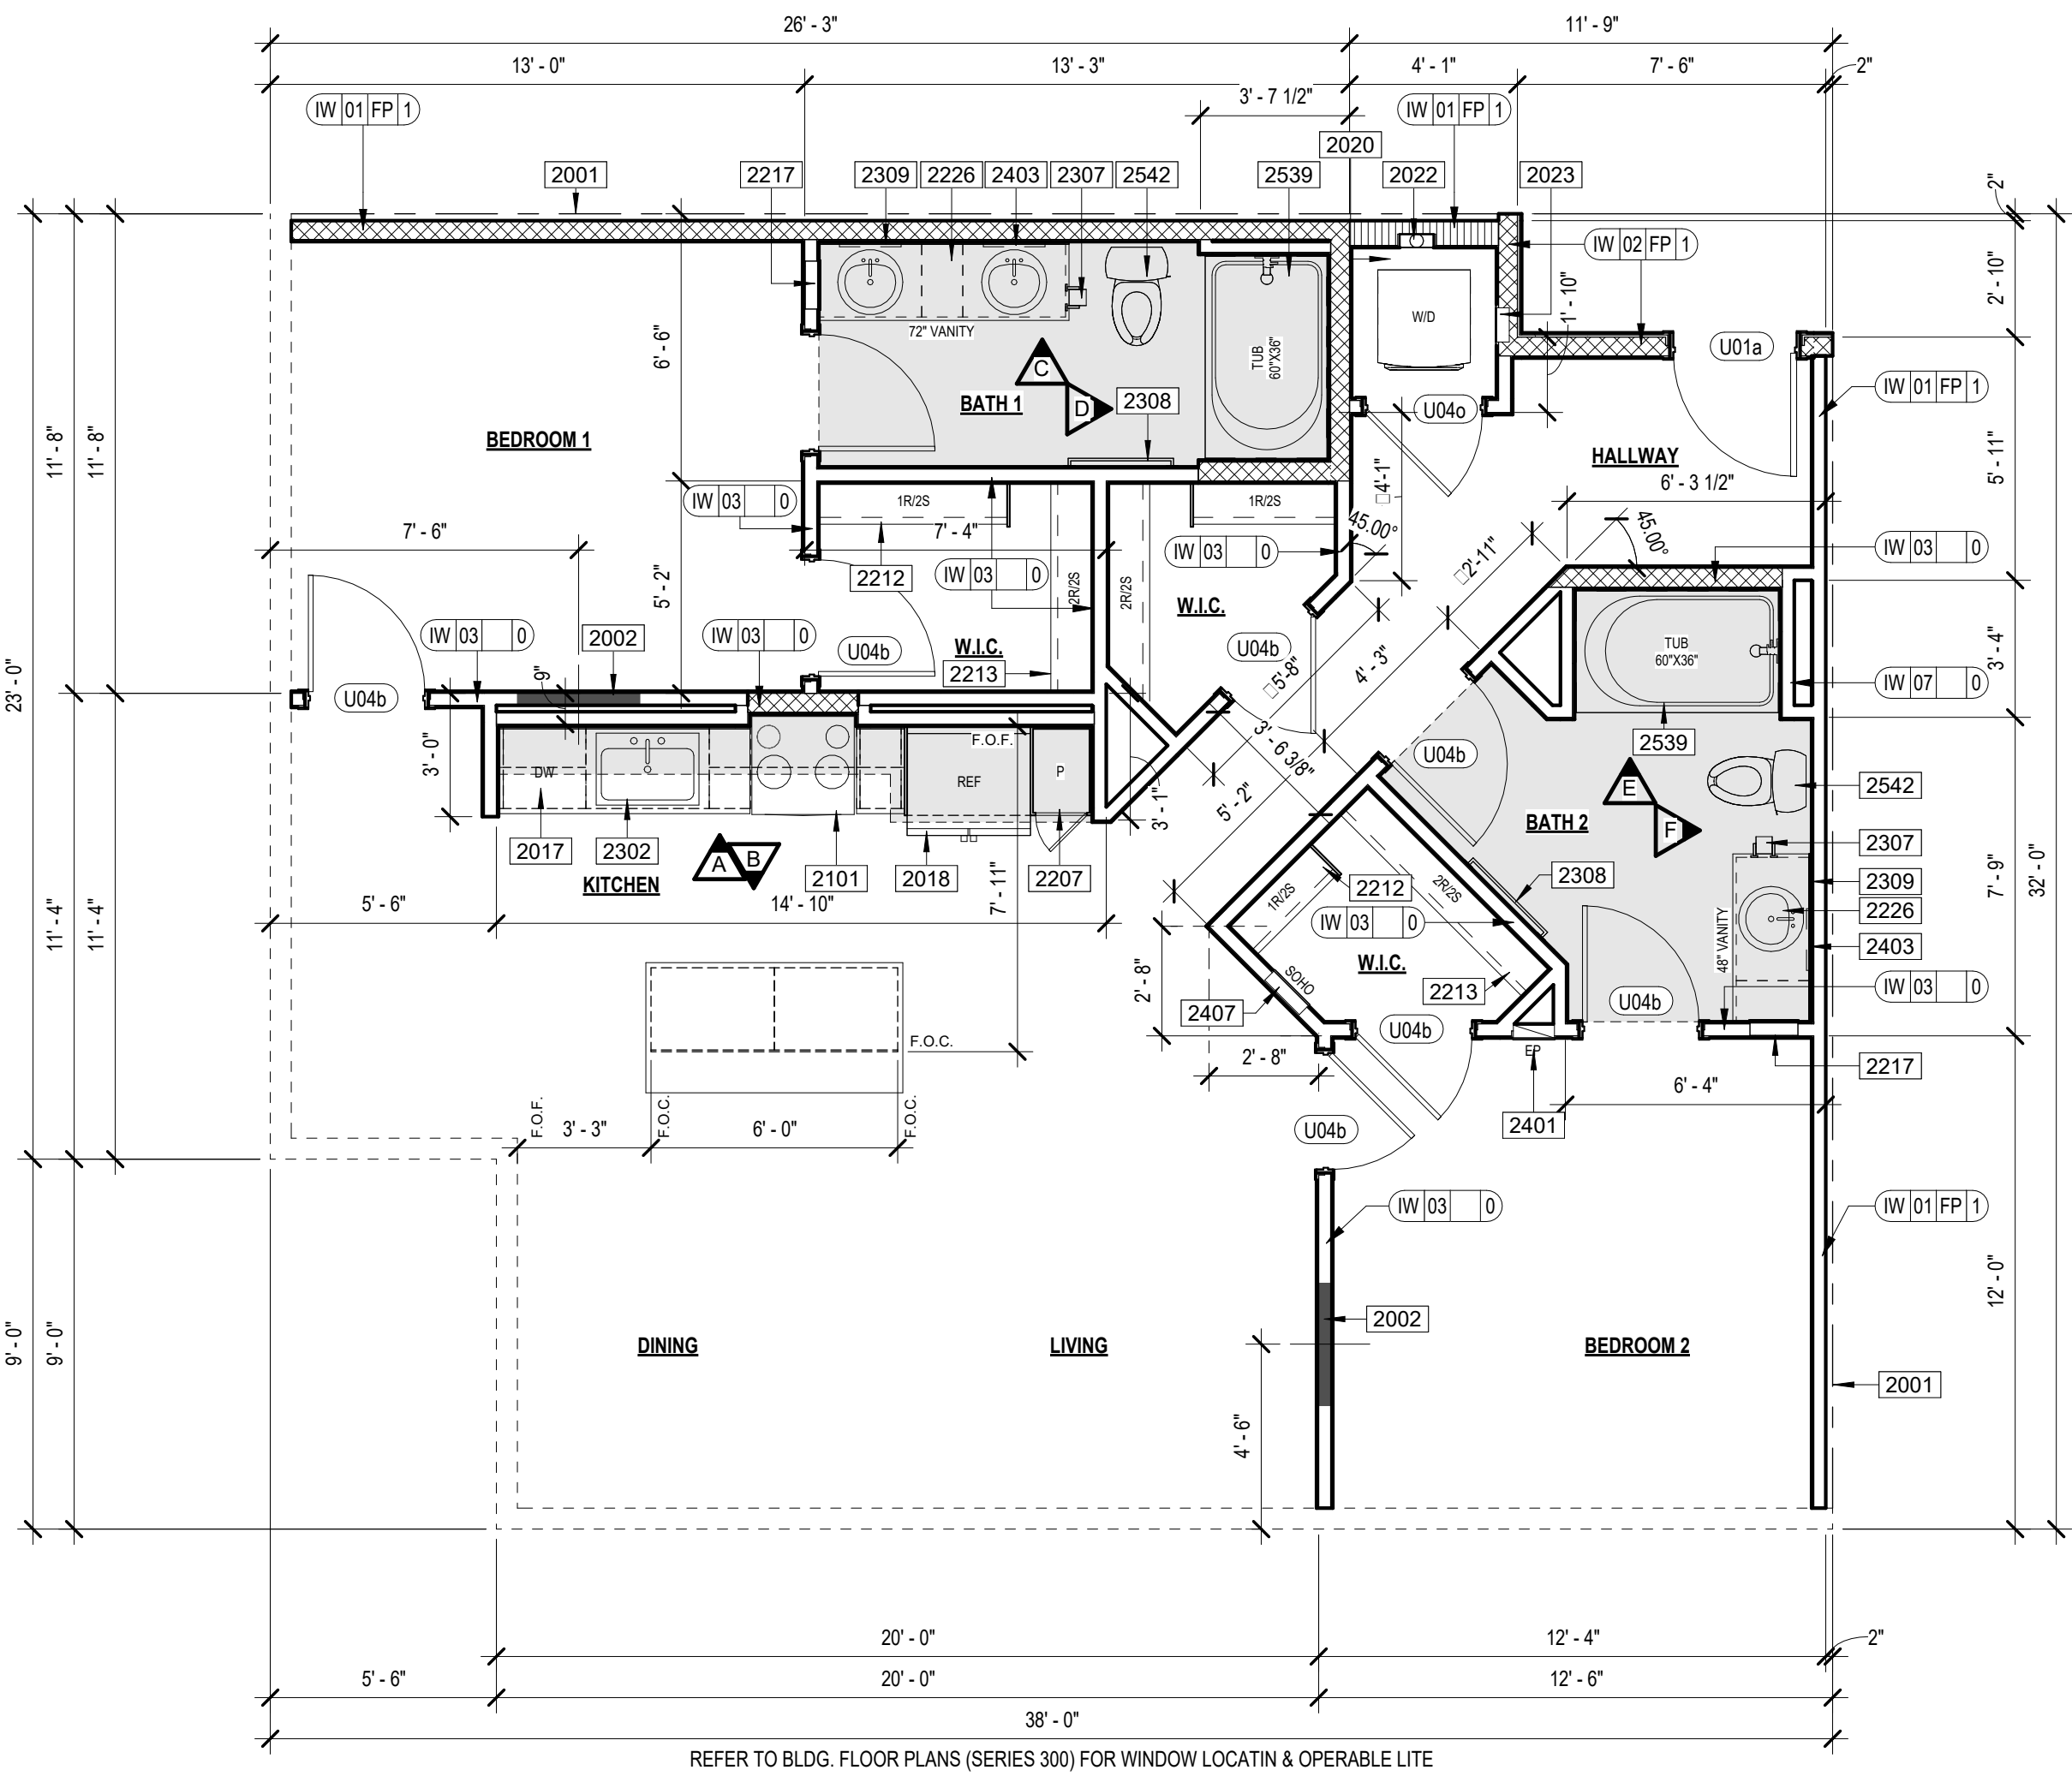 26' - 3"
11' - 9"
13' - 0"
13' - 3"
4' - 1"
7' - 6"
2"
3' - 7 1/2"
IW 01 FP 1
IW 01 FP 1
2020
2001
2217
2309
2226
2403
2307
2542
2539
2022
2023
2"
IW 02 FP 1
2' - 10"
1' - 10"
W/D
72" VANITY
TUB
60"X36"
6' - 6"
U01a
C
IW 01 FP 1
BATH 1
D
2308
U04o
BEDROOM 1
HALLWAY
11' - 8"
11' - 8"
5' - 11"
6' - 3 1/2"
□4'-1"
IW 03 0
1R/2S
1R/2S
7' - 6"
7' - 4"
45.00°
45.00°
IW 03 0
IW 03 0
□2'-11"
2212
IW 03 0
5' - 2"
2R/2S
2R/2S
W.I.C.
IW 03 0
2002
IW 03 0
U04b
W.I.C.
2213
U04b
TUB
60"X36"
3' - 4"
4' - 3"
□5'-8"
9"
23' - 0"
U04b
IW 07 0
3' - 0"
F.O.F.
3' - 6 3/8"
2539
U04b
DW
REF
P
5' - 2"
3' - 1"
E
2542
BATH 2
F
2017
2302
A
B
2101
2018
2207
KITCHEN
2307
2308
2309
2212
2R/2S
1R/2S
7' - 11"
5' - 6"
14' - 10"
2226
7' - 9"
32' - 0"
11' - 4"
11' - 4"
IW 03 0
48" VANITY
2403
W.I.C.
SOHO
2' - 8"
2213
IW 03 0
2407
U04b
U04b
F.O.C.
2' - 8"
EP
2217
6' - 4"
F.O.F.
3' - 3"
F.O.C.
6' - 0"
F.O.C.
2401
U04b
IW 03 0
IW 01 FP 1
12' - 0"
2002
9' - 0"
9' - 0"
DINING
LIVING
BEDROOM 2
2001
4' - 6"
20' - 0"
12' - 4"
2"
5' - 6"
20' - 0"
12' - 6"
38' - 0"
REFER TO BLDG. FLOOR PLANS (SERIES 300) FOR WINDOW LOCATIN & OPERABLE LITE